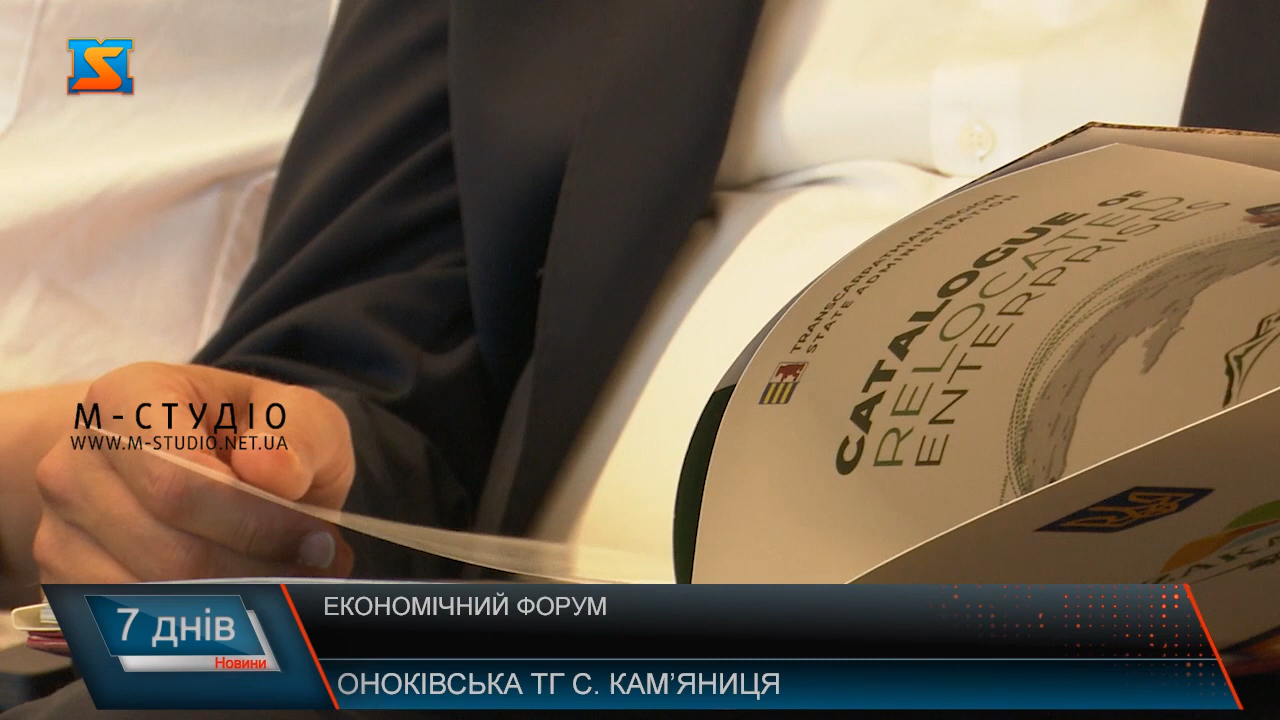 TRANSCARPATHIAN REGION
STATE ADMINISTRATION
CATALOGUE OF
RELOCATED
ENTERPRISES
М-СТУДІО
WWW.M-STUDIO.NET.UA
ЕКОНОМІЧНИЙ ФОРУМ
7 днів
Новини
ОНОКІВСЬКА ТГ С. КАМ’ЯНИЦЯ